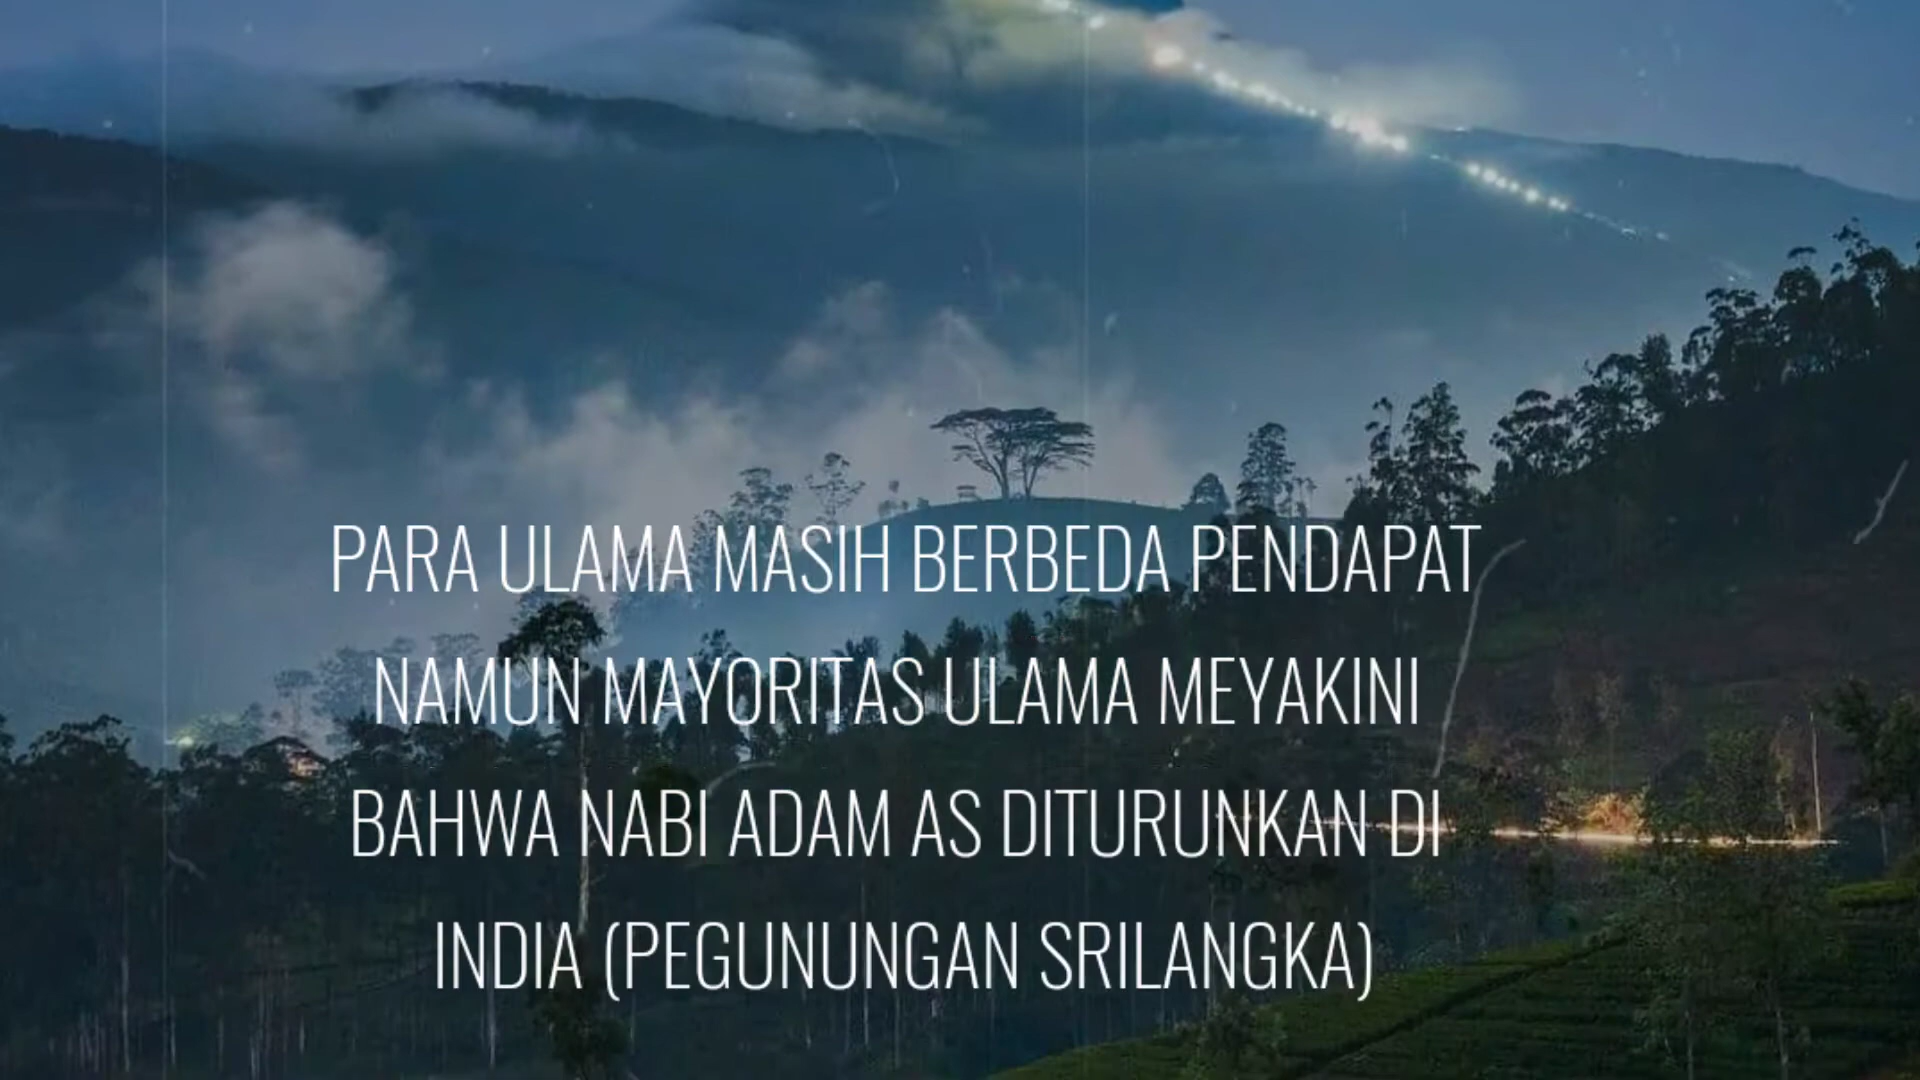 PARA ULAMA MASIH BERBEDA PENDAPAT
NAMUN MAYORITAS ULAMA MEYAKINI
BAHWA NABI ADAM AS DITURUNKAN DI
INDIA (PEGUNUNGAN SRILANGKA)